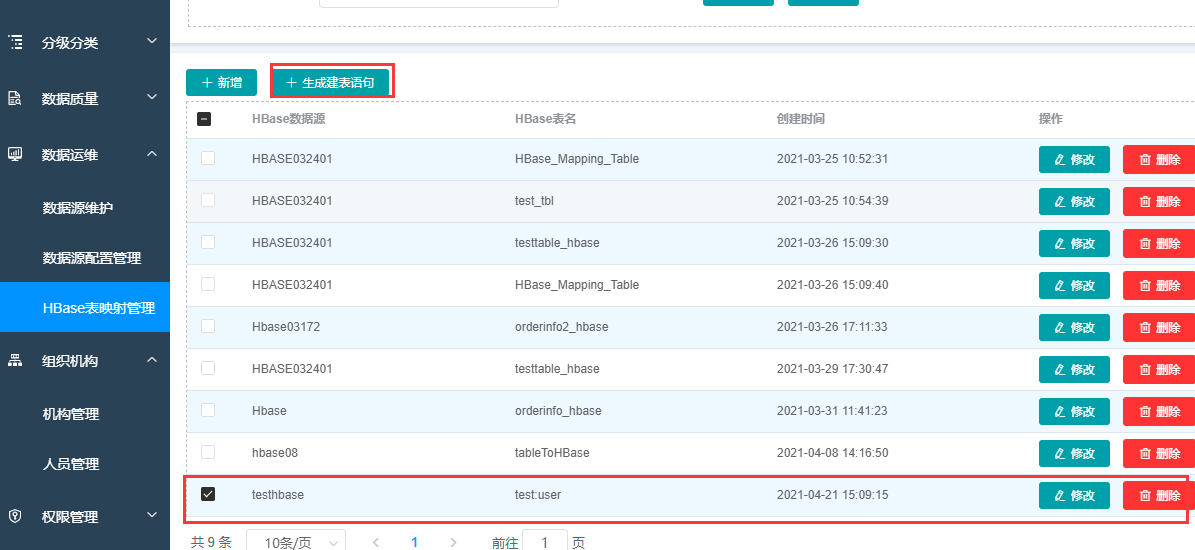 分级分类
数据质量
数据运维
数据源维护
数据源配置管理
HBase表映射管理
组织机构
机构管理
人员管理
权限管理
新增 生成建表语句
HBase数据源 HBase表名 创建时间 操作
HBASE032401 HBase_Mapping_Table 2021-03-25 10:52:31 修改 删除
HBASE032401 test_tbl 2021-03-25 10:54:39 修改 删除
HBASE032401 testtable_hbase 2021-03-26 15:09:30 修改 删除
HBASE032401 HBase_Mapping_Table 2021-03-26 15:09:40 修改 删除
Hbase03172 orderinfo2_hbase 2021-03-26 17:11:33 修改 删除
HBASE032401 testtable_hbase 2021-03-29 17:30:47 修改 删除
Hbase orderinfo_hbase 2021-03-31 11:41:23 修改 删除
hbase08 tableToHBase 2021-04-08 14:16:50 修改 删除
testhbase test:user 2021-04-21 15:09:15 修改 删除
共 9 条 10条/页 1 前往 1 页